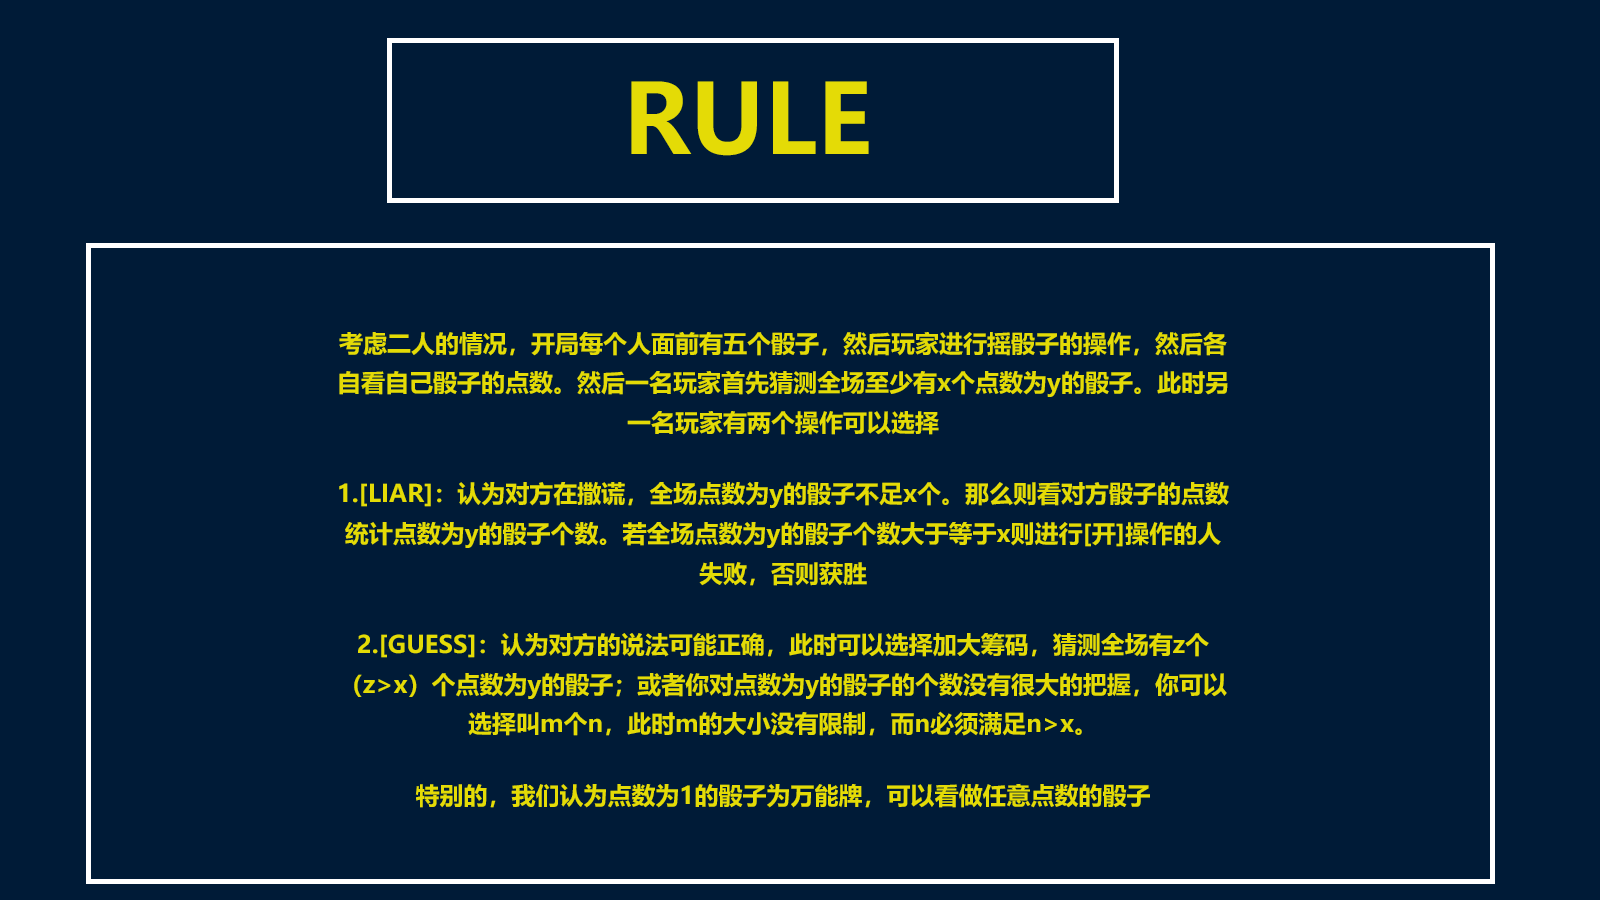 RULE
考虑二人的情况，开局每个人面前有五个骰子，然后玩家进行摇骰子的操作，然后各
自看自己骰子的点数。然后一名玩家首先猜测全场至少有x个点数为y的骰子。此时另
一名玩家有两个操作可以选择
1.[LIAR]：认为对方在撒谎，全场点数为y的骰子不足x个。那么则看对方骰子的点数
统计点数为y的骰子个数。若全场点数为y的骰子个数大于等于x则进行[开]操作的人
失败，否则获胜
2.[GUESS]：认为对方的说法可能正确，此时可以选择加大筹码，猜测全场有z个
（z>x）个点数为y的骰子；或者你对点数为y的骰子的个数没有很大的把握，你可以
选择叫m个n，此时m的大小没有限制，而n必须满足n>x。
特别的，我们认为点数为1的骰子为万能牌，可以看做任意点数的骰子